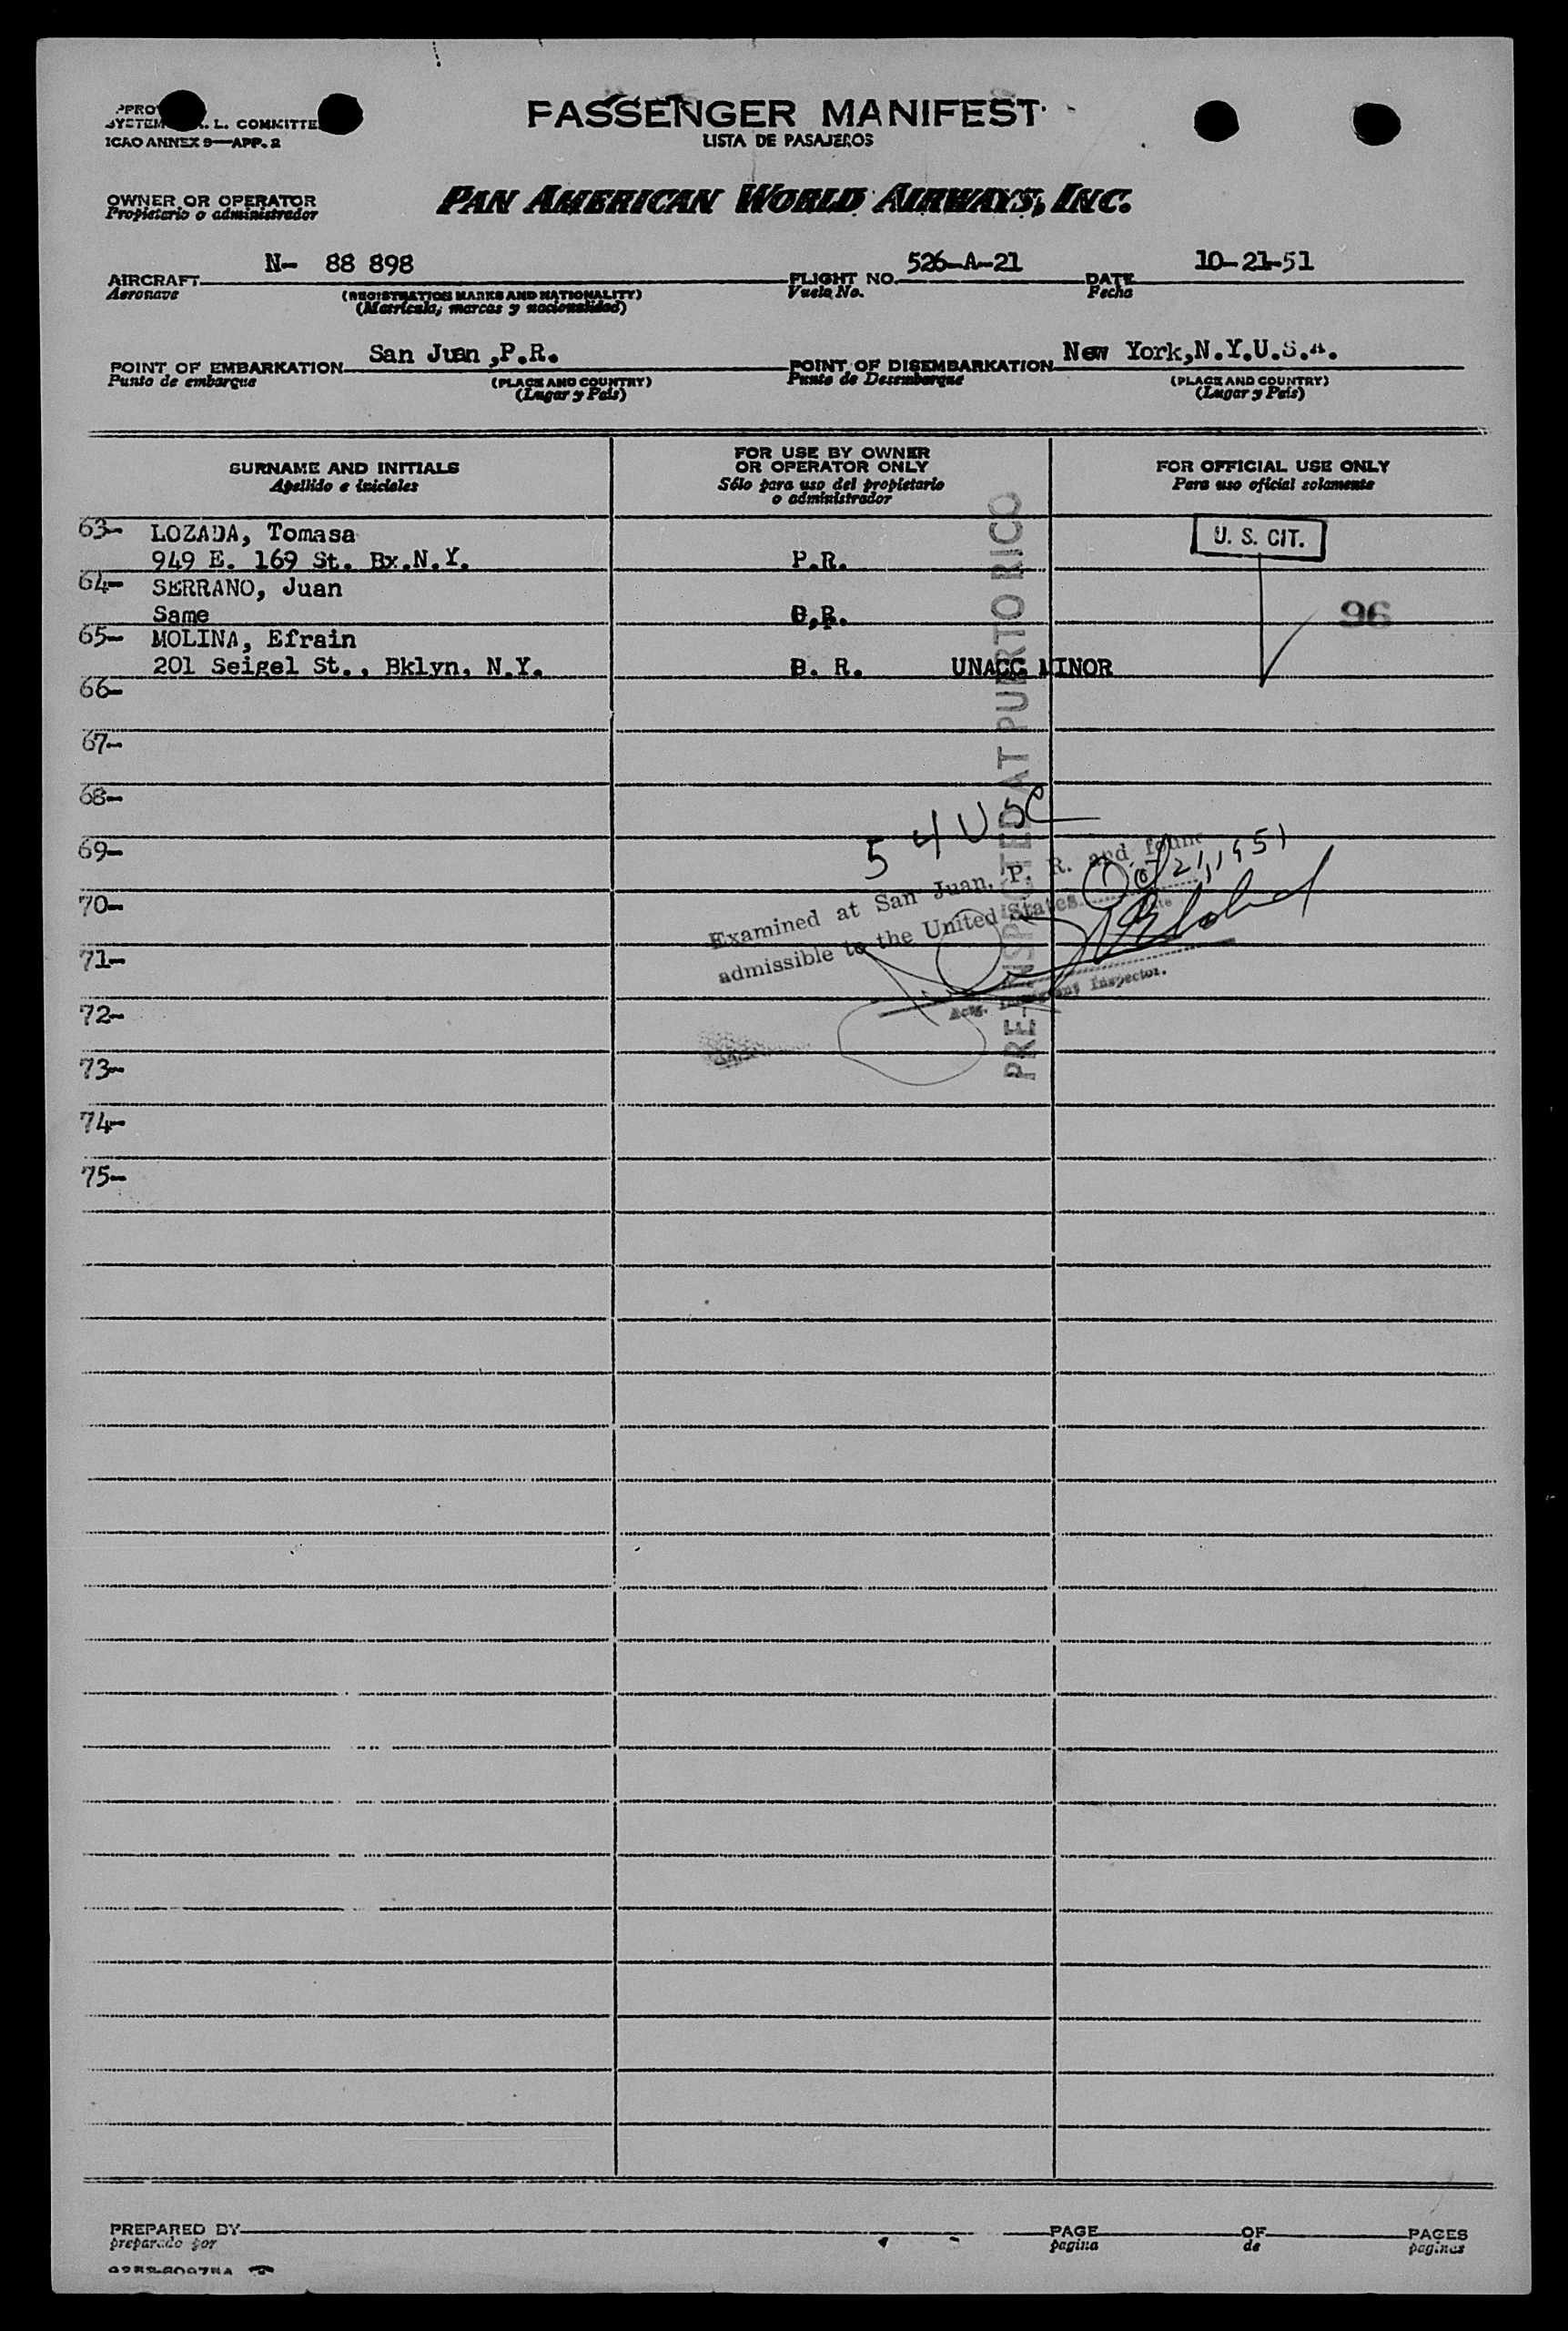 ICAO ANNEX 9—APP. 2
PASSENGER MANIFEST
LISTA DE PASAJEROS
OWNER OR OPERATOR
Propietario o administrador
PAN AMERICAN WORLD AIRWAYS, INC.
AIRCRAFT N- 88 898 FLIGHT NO. 526-A-21 DATE 10-21-51
Aeronave (REGISTRATION MARKS AND NATIONALITY) Vuelo No. Fecha
(Matrícula, marcas y nacionalidad)
POINT OF EMBARKATION San Juan ,P.R. POINT OF DISEMBARKATION New York,N.Y.U.S.A.
Punto de embarque (PLACE AND COUNTRY) Punto de Desembarque (PLACE AND COUNTRY)
(Lugar y País) (Lugar y País)
SURNAME AND INITIALS
Apellido e iniciales
FOR USE BY OWNER
OR OPERATOR ONLY
Sólo para uso del propietario
o administrador
FOR OFFICIAL USE ONLY
Para uso oficial solamente
63- LOZADA, Tomasa U. S. CIT.
949 E. 169 St. Bx.N.Y. P.R.
64- SERRANO, Juan
Same 96
65- MOLINA, Efrain
201 Seigel St., Bklyn, N.Y. UNACC MINOR
66-
67-
68-
69-
70-
71-
72-
73-
74-
75-
PRE-INSPECTED AT PUERTO RICO
54 USC
Examined at San Juan, P. R. and found
admissible to the United States Oct 21, 1951
Actg. Immigrant Inspector.
PREPARED BY PAGE OF PAGES
preparado por pagina de paginas